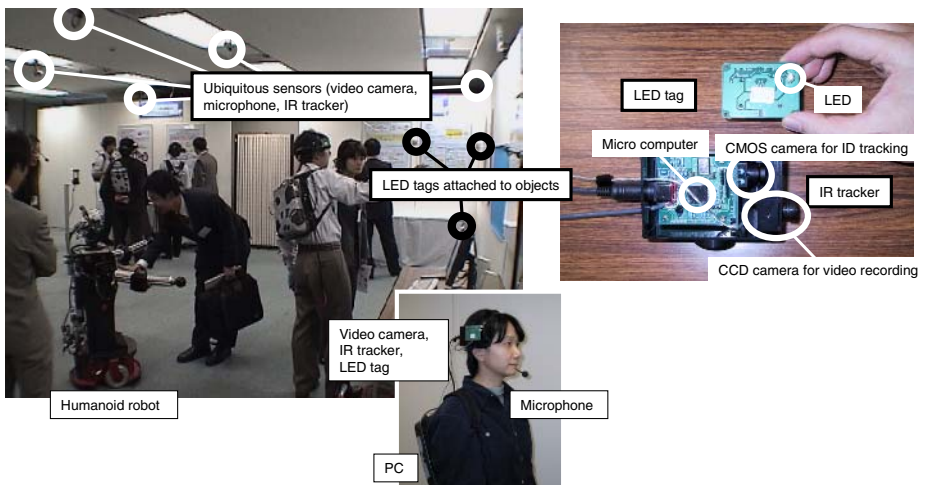 Ubiquitous sensors (video camera,
microphone, IR tracker)
LED tags attached to objects
Video camera,
IR tracker,
LED tag
Humanoid robot
Microphone
PC
LED tag
LED
Micro computer
CMOS camera for ID tracking
IR tracker
CCD camera for video recording